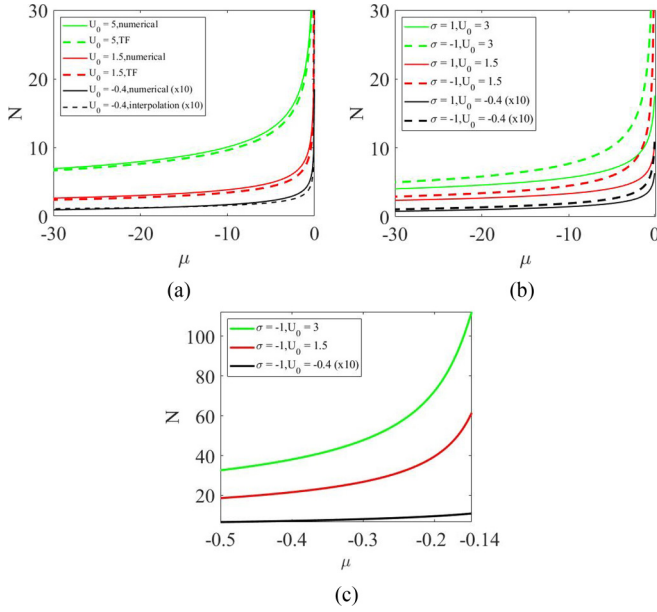 U0 = 5,numerical
U0 = 5,TF
U0 = 1.5,numerical
U0 = 1.5,TF
U0 = -0.4,numerical (x10)
U0 = -0.4,interpolation (x10)
30
20
10
0
N
-30
-20
-10
0
μ
(a)
σ = 1,U0 = 3
σ = -1,U0 = 3
σ = 1,U0 = 1.5
σ = -1,U0 = 1.5
σ = 1,U0 = -0.4 (x10)
σ = -1,U0 = -0.4 (x10)
30
20
10
0
N
-30
-20
-10
0
μ
(b)
σ = -1,U0 = 3
σ = -1,U0 = 1.5
σ = -1,U0 = -0.4 (x10)
100
80
60
40
20
N
-0.5
-0.4
-0.3
-0.2
-0.14
μ
(c)